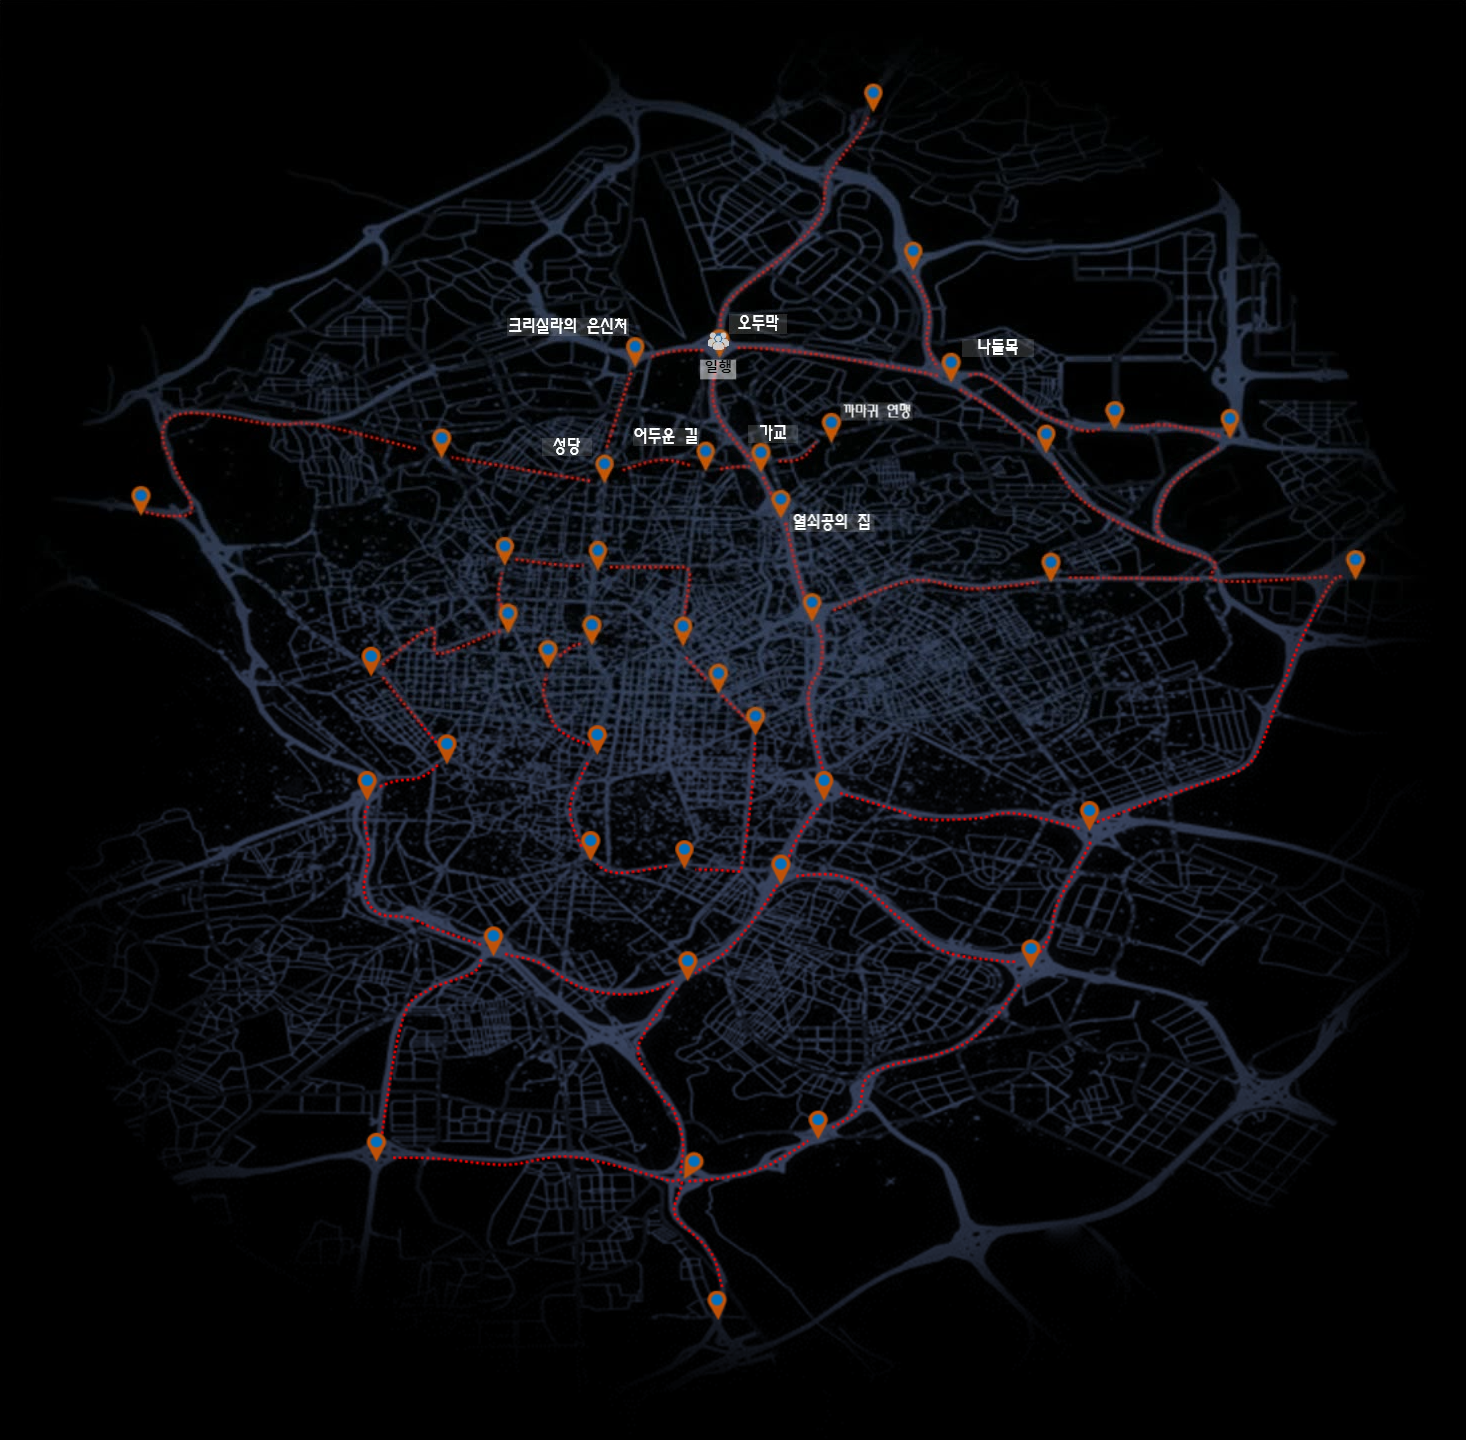 오두막
크리실라의 은신처
나들목
일행
까마귀 연맹
어두운 길
가교
성당
열쇠공의 집